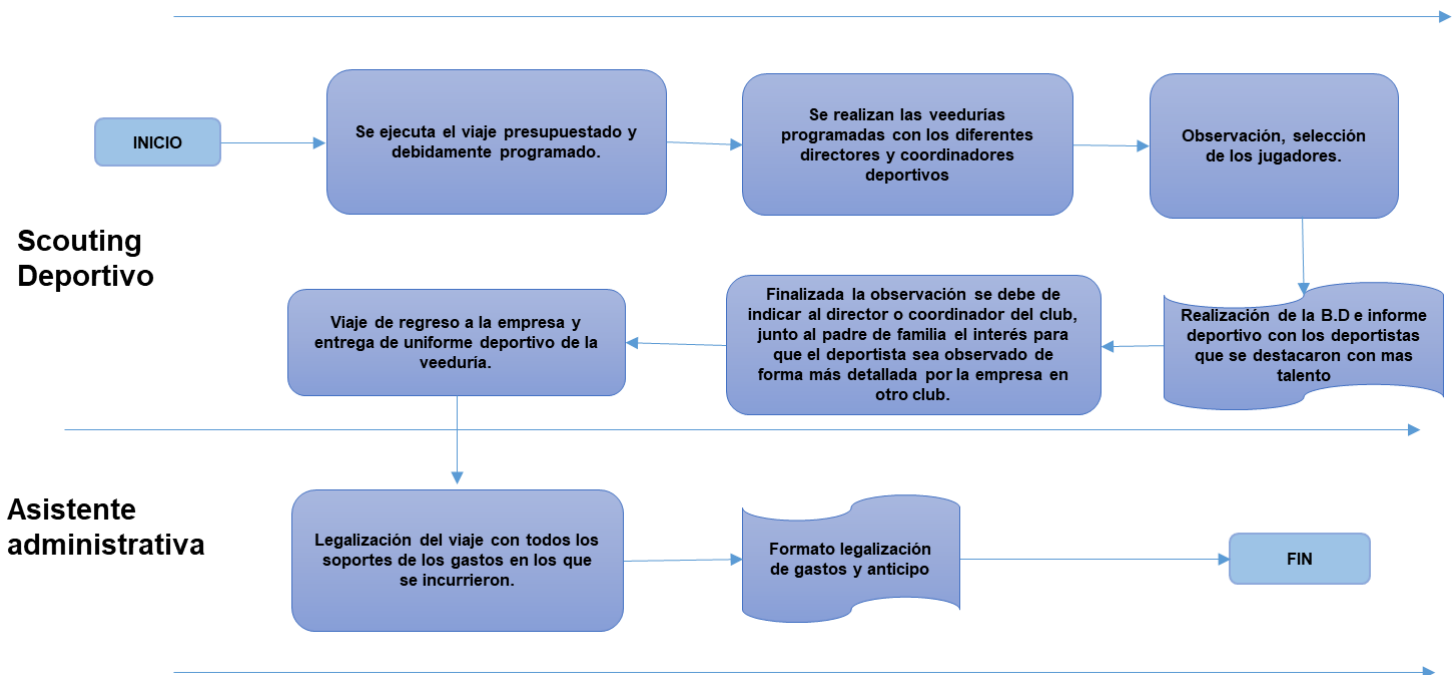 INICIO
Se ejecuta el viaje presupuestado y
debidamente programado.
Se realizan las veedurías
programadas con los diferentes
directores y coordinadores
deportivos
Observación, selección
de los jugadores.
Scouting
Deportivo
Realización de la B.D e informe
deportivo con los deportistas
que se destacaron con mas
talento
Finalizada la observación se debe de
indicar al director o coordinador del club,
junto al padre de familia el interés para
que el deportista sea observado de
forma más detallada por la empresa en
otro club.
Viaje de regreso a la empresa y
entrega de uniforme deportivo de la
veeduría.
Asistente
administrativa
Legalización del viaje con todos los
soportes de los gastos en los que
se incurrieron.
Formato legalización
de gastos y anticipo
FIN